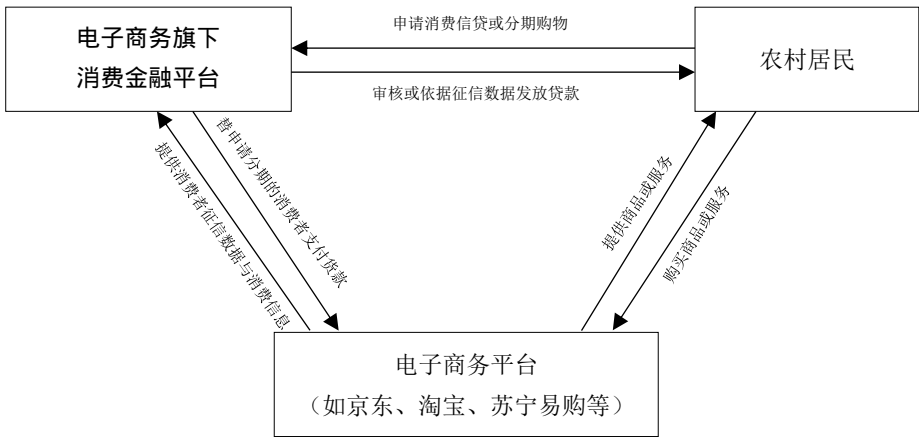 电子商务旗下
消费金融平台
申请消费信贷或分期购物
审核或依据征信数据发放贷款
农村居民
替申请分期的消费者支付货款
提供消费者征信数据与消费信息
提供商品或服务
购买商品或服务
电子商务平台
（如京东、淘宝、苏宁易购等）